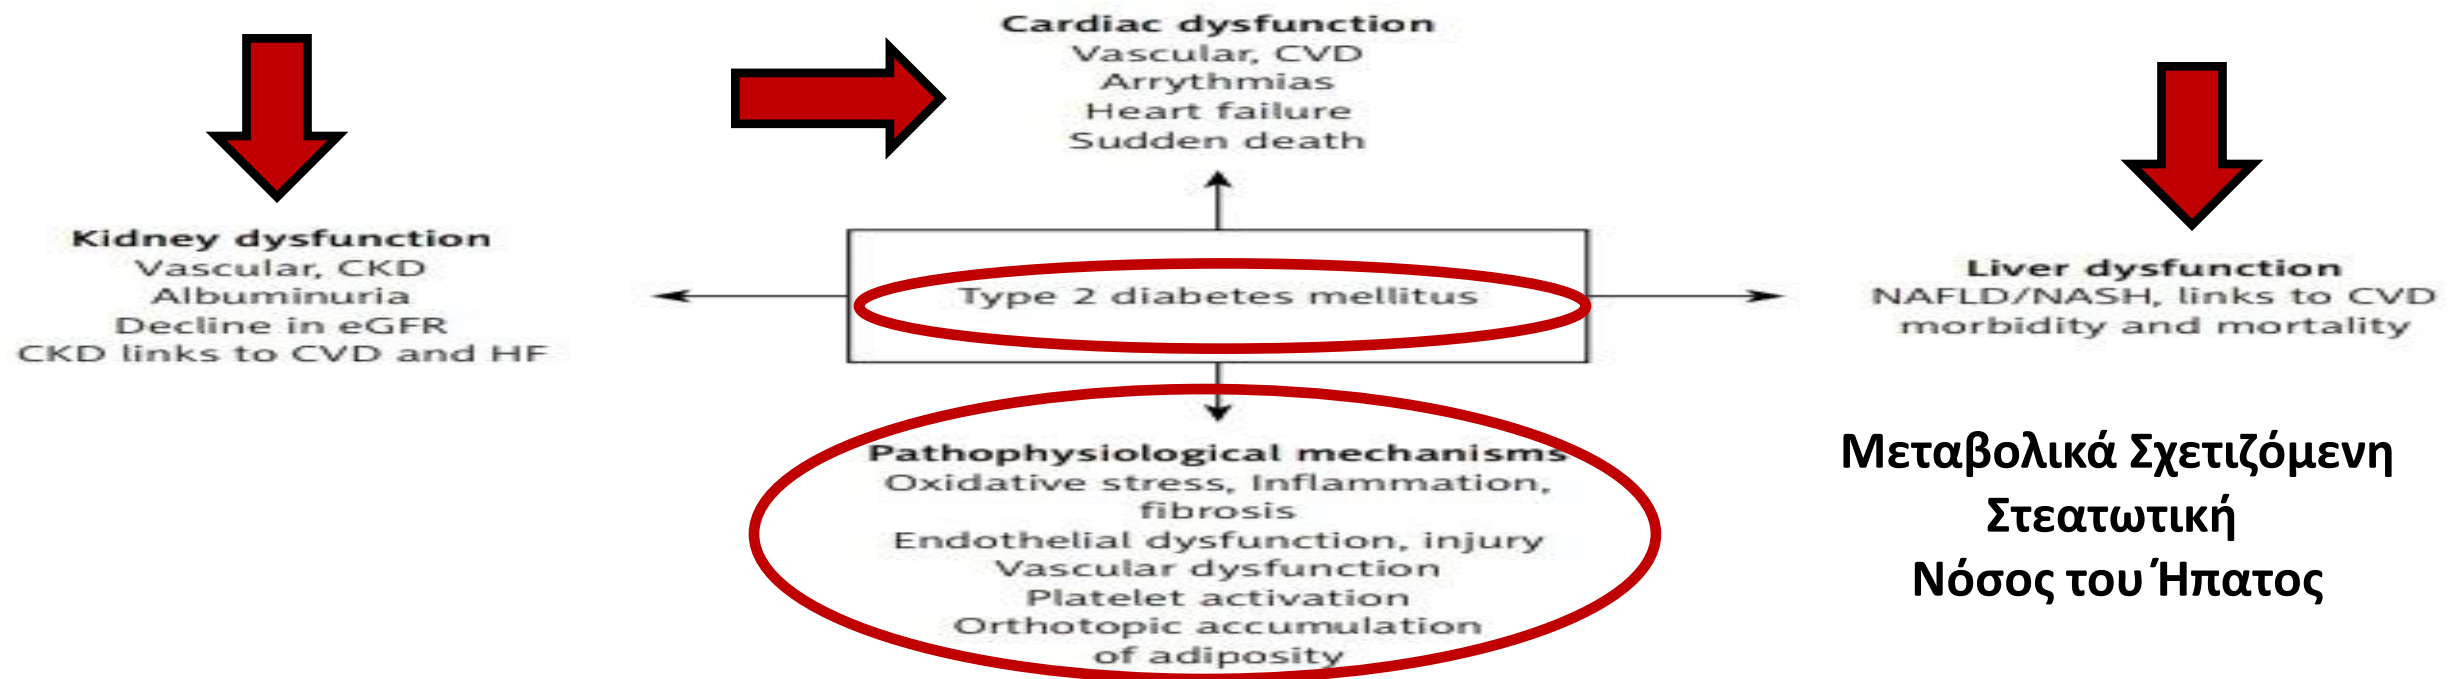 Cardiac dysfunction
Vascular, CVD
Arrythmias
Heart failure
Sudden death
Kidney dysfunction
Vascular, CKD
Albuminuria
Decline in eGFR
CKD links to CVD and HF
Type 2 diabetes mellitus
Liver dysfunction
NAFLD/NASH, links to CVD
morbidity and mortality
Pathophysiological mechanisms
Oxidative stress, Inflammation,
fibrosis
Endothelial dysfunction, injury
Vascular dysfunction
Platelet activation
Orthotopic accumulation
of adiposity
Μεταβολικά Σχετιζόμενη
Στεατωτική
Νόσος του Ήπατος